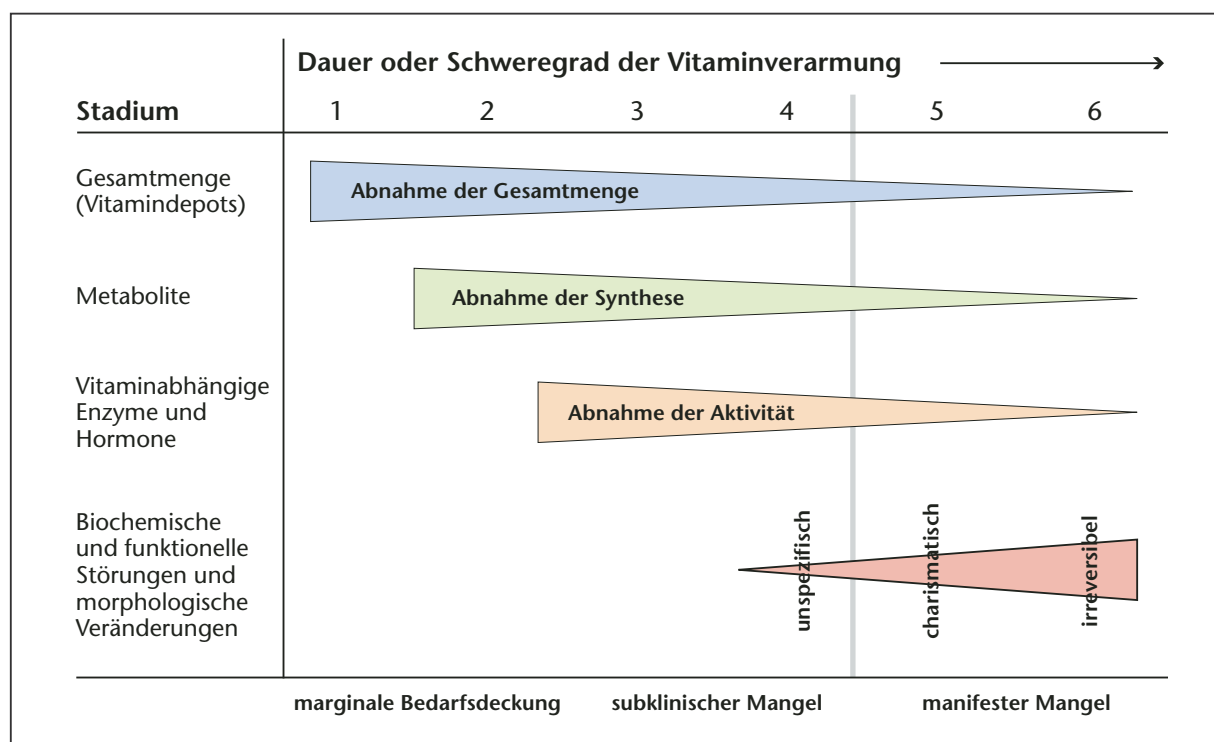 Dauer oder Schweregrad der Vitaminverarmung
Stadium 1 2 3 4 5 6
Gesamtmenge
(Vitamindepots)
Abnahme der Gesamtmenge
Metabolite
Abnahme der Synthese
Vitaminabhängige
Enzyme und
Hormone
Abnahme der Aktivität
Biochemische
und funktionelle
Störungen und
morphologische
Veränderungen
unspezifisch
charismatisch
irreversibel
marginale Bedarfsdeckung subklinischer Mangel manifester Mangel